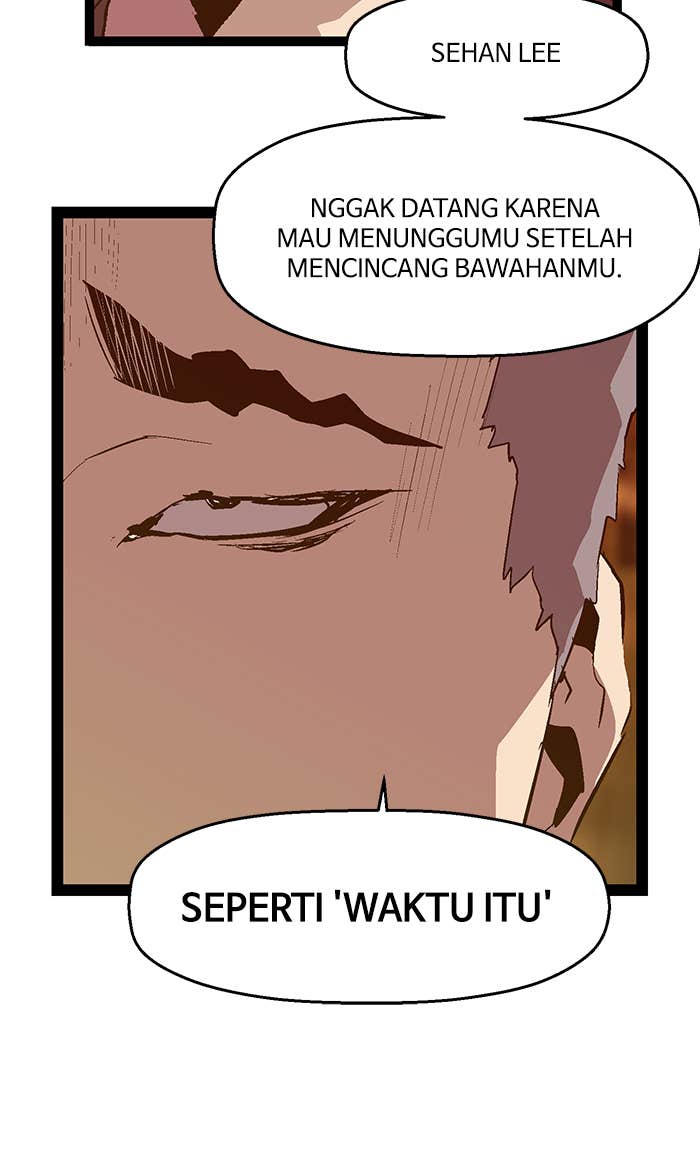 SEHAN LEE
NGGAK DATANG KARENA
MAU MENUNGGUMU SETELAH
MENCINCANG BAWAHANMU.
SEPERTI 'WAKTU ITU'